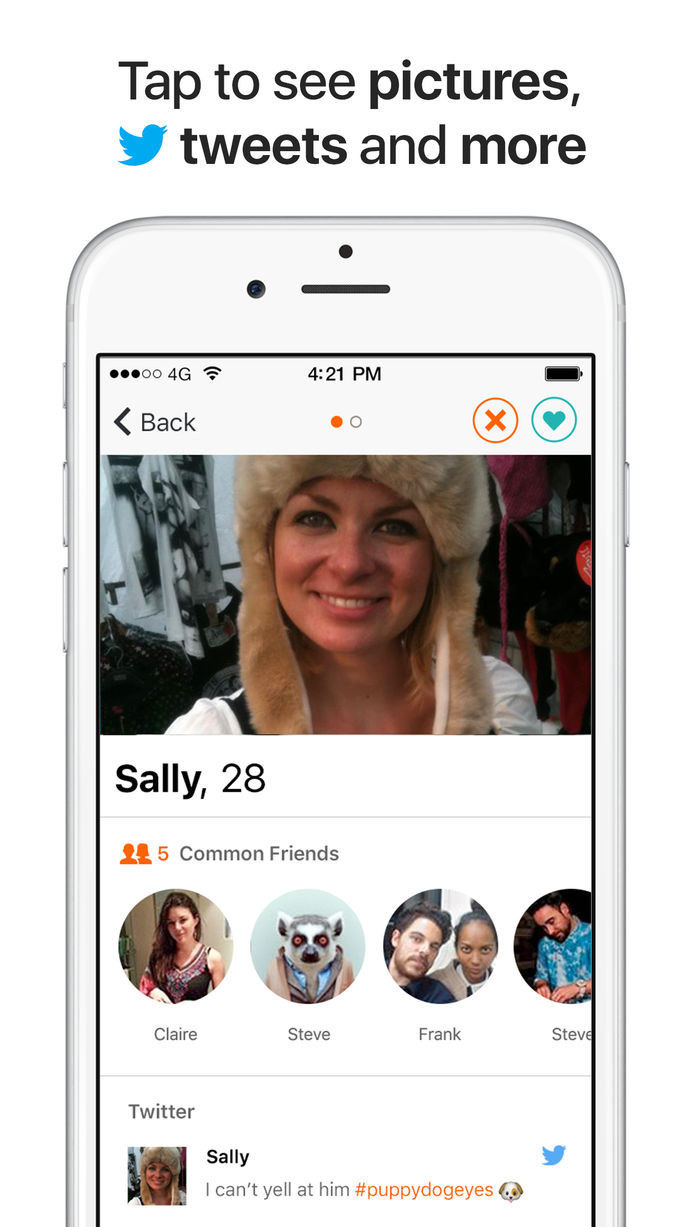 Tap to see pictures,
tweets and more
4G 4:21 PM
Back
Sally, 28
5 Common Friends
Claire Steve Frank Steve
Twitter
Sally
I can't yell at him #puppydogeyes 🐶